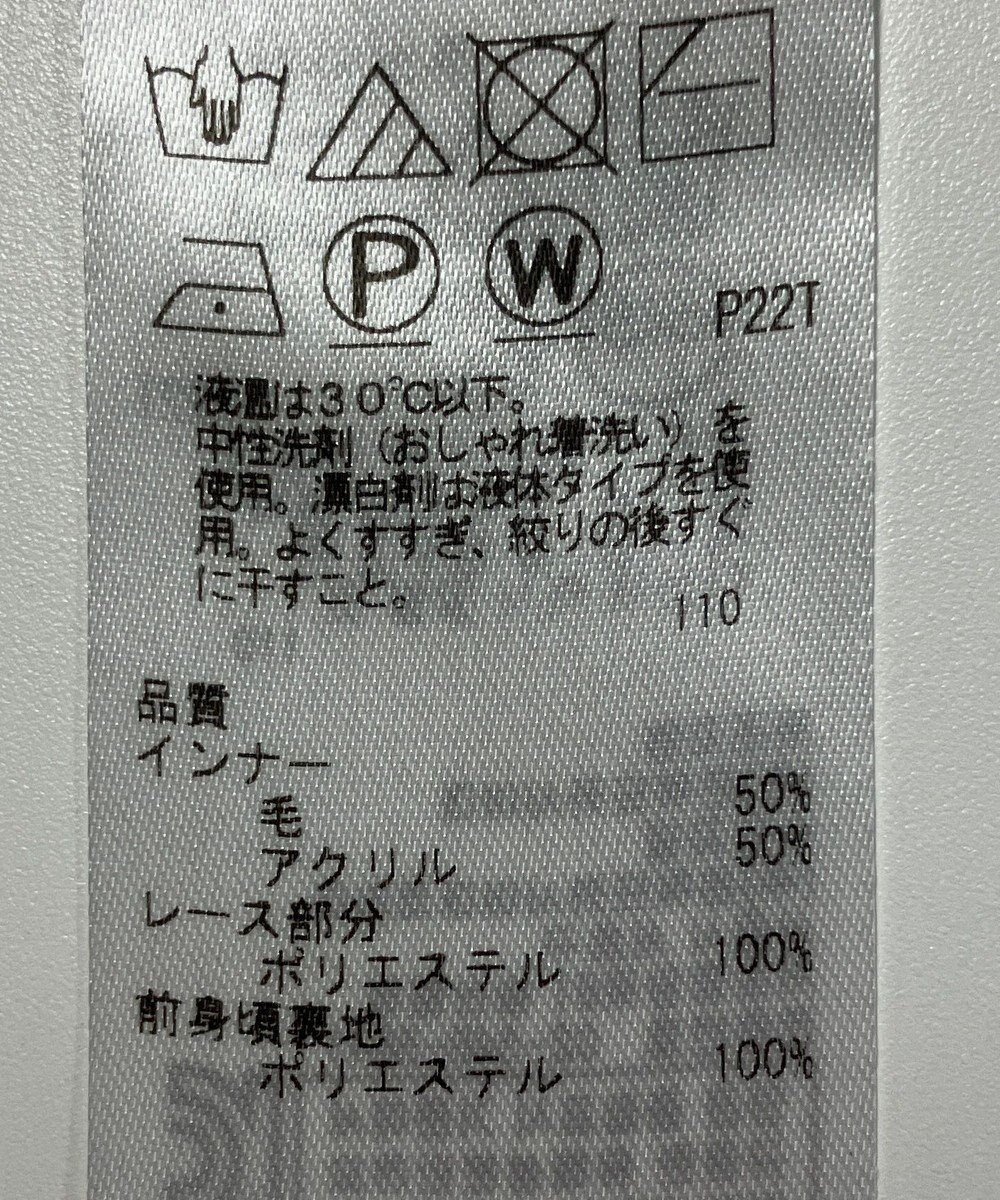 P
W
P22T
液温は30℃以下。
中性洗剤（おしゃれ着洗い）を
使用。漂白剤は液体タイプを使
用。よくすすぎ、絞りの後すぐ
に干すこと。
110
品質
インナー
毛 50%
アクリル 50%
レース部分
ポリエステル 100%
前身頃裏地
ポリエステル 100%